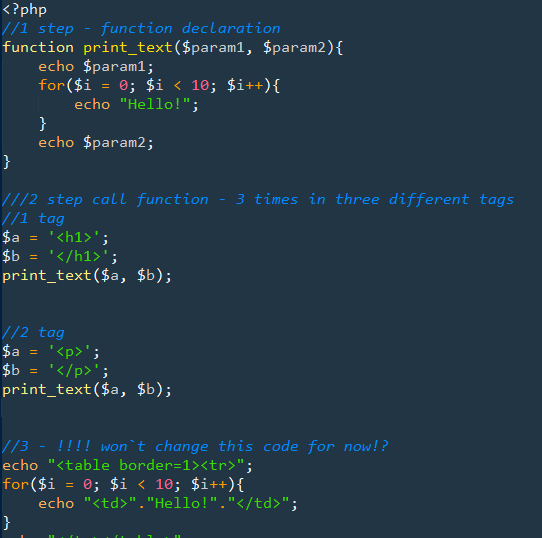 <?php
//1 step - function declaration
function print_text($param1, $param2){
echo $param1;
for($i = 0; $i < 10; $i++){
echo "Hello!";
}
echo $param2;
}
///2 step call function - 3 times in three different tags
//1 tag
$a = '<h1>';
$b = '</h1>';
print_text($a, $b);
//2 tag
$a = '<p>';
$b = '</p>';
print_text($a, $b);
//3 - !!!! won`t change this code for now!?
echo "<table border=1><tr>";
for($i = 0; $i < 10; $i++){
echo "<td>"."Hello!"."</td>";
}